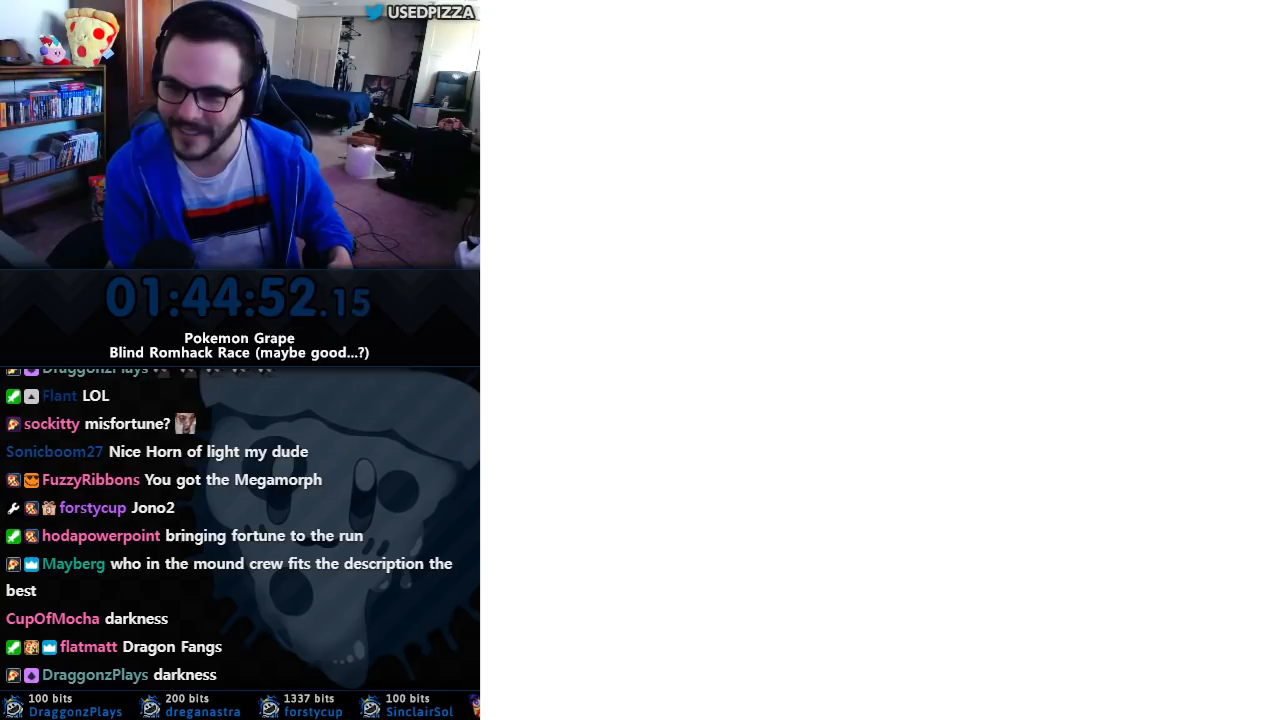 USEDPIZZA
01:44:52.15
Pokemon Grape
Blind Romhack Race (maybe good...?)
DraggonzPlays
Flant LOL
sockitty misfortune?
Sonicboom27 Nice Horn of light my dude
FuzzyRibbons You got the Megamorph
forstycup Jono2
hodapowerpoint bringing fortune to the run
Mayberg who in the mound crew fits the description the
best
CupOfMocha darkness
flatmatt Dragon Fangs
DraggonzPlays darkness
100 bits 200 bits 1337 bits 100 bits
DraggonzPlays dreganastra forstycup SinclairSol